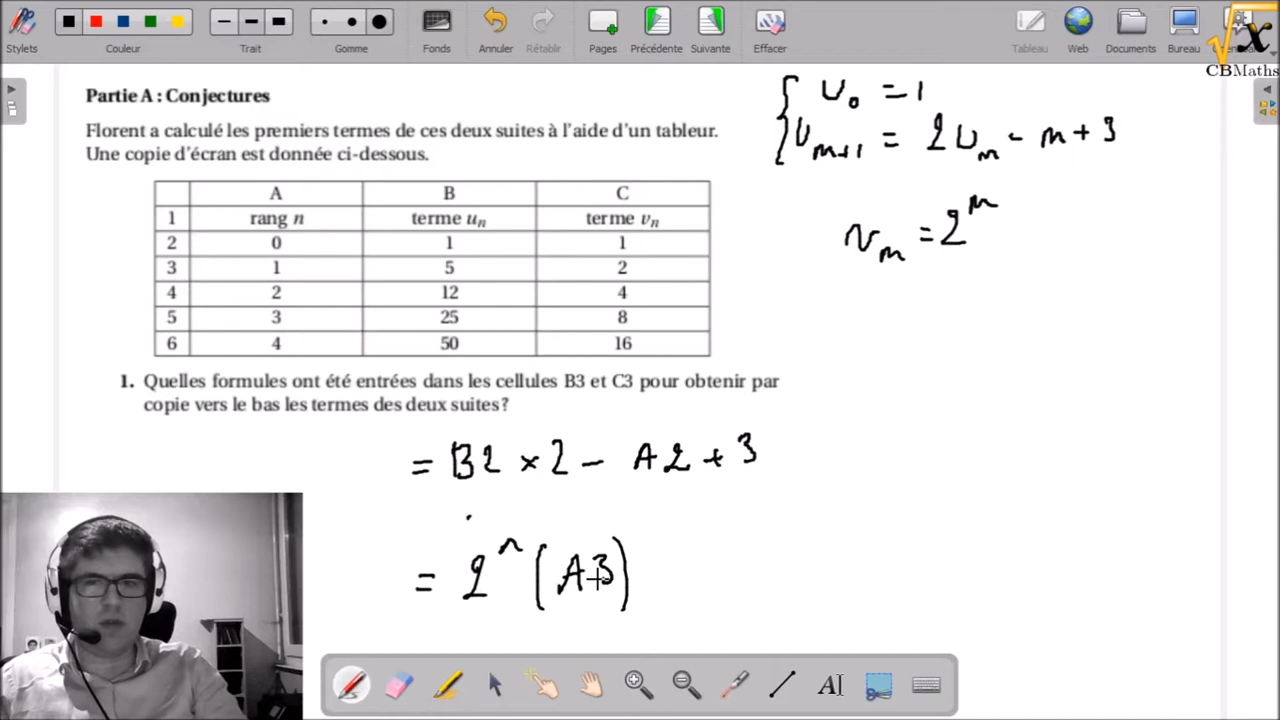 Stylets Couleur Trait Gomme Fonds Annuler Rétablir Pages Précédente Suivante Effacer Tableau Web Documents Bureau
CBMaths
Partie A : Conjectures
Florent a calculé les premiers termes de ces deux suites à l'aide d'un tableur.
Une copie d'écran est donnée ci-dessous.
A B C
1 rang n terme uₙ terme vₙ
2 0 1 1
3 1 5 2
4 2 12 4
5 3 25 8
6 4 50 16
1. Quelles formules ont été entrées dans les cellules B3 et C3 pour obtenir par
copie vers le bas les termes des deux suites ?
U₀ = 1
Uₙ₊₁ = 2Uₙ - n + 3
vₙ = 2ⁿ
= B2 × 2 - A2 + 3
= 2 ^ (A3)
AI